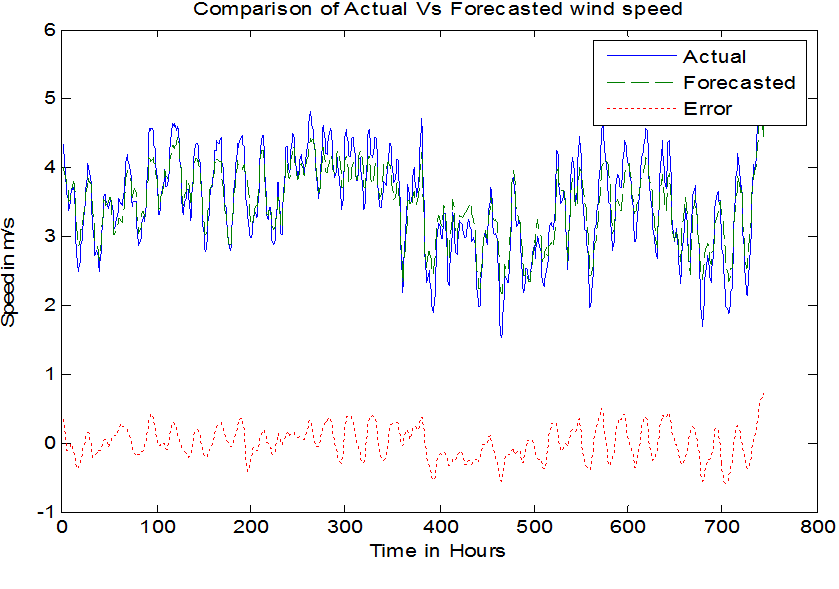 Comparison of Actual Vs Forecasted wind speed
6
5
4
3
2
1
0
-1
Speed in m/s
Actual
Forecasted
Error
0 100 200 300 400 500 600 700 800
Time in Hours